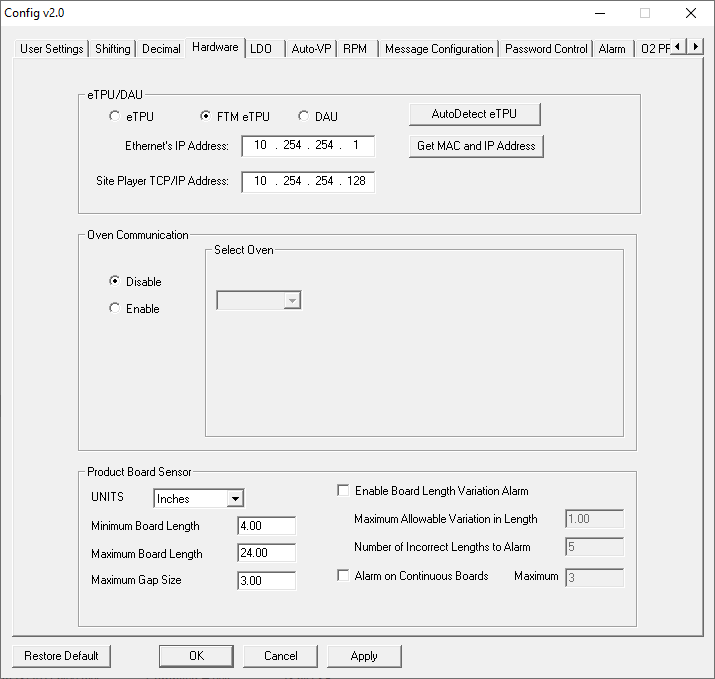 Config v2.0
User Settings Shifting Decimal Hardware LDO Auto-VP RPM Message Configuration Password Control Alarm O2 PP
eTPU/DAU
eTPU FTM eTPU DAU AutoDetect eTPU
Ethernet's IP Address: 10 . 254 . 254 . 1 Get MAC and IP Address
Site Player TCP/IP Address: 10 . 254 . 254 . 128
Oven Communication
Select Oven
Disable
Enable
Product Board Sensor
UNITS Inches
Minimum Board Length 4.00
Maximum Board Length 24.00
Maximum Gap Size 3.00
Enable Board Length Variation Alarm
Maximum Allowable Variation in Length 1.00
Number of Incorrect Lengths to Alarm 5
Alarm on Continuous Boards Maximum 3
Restore Default OK Cancel Apply